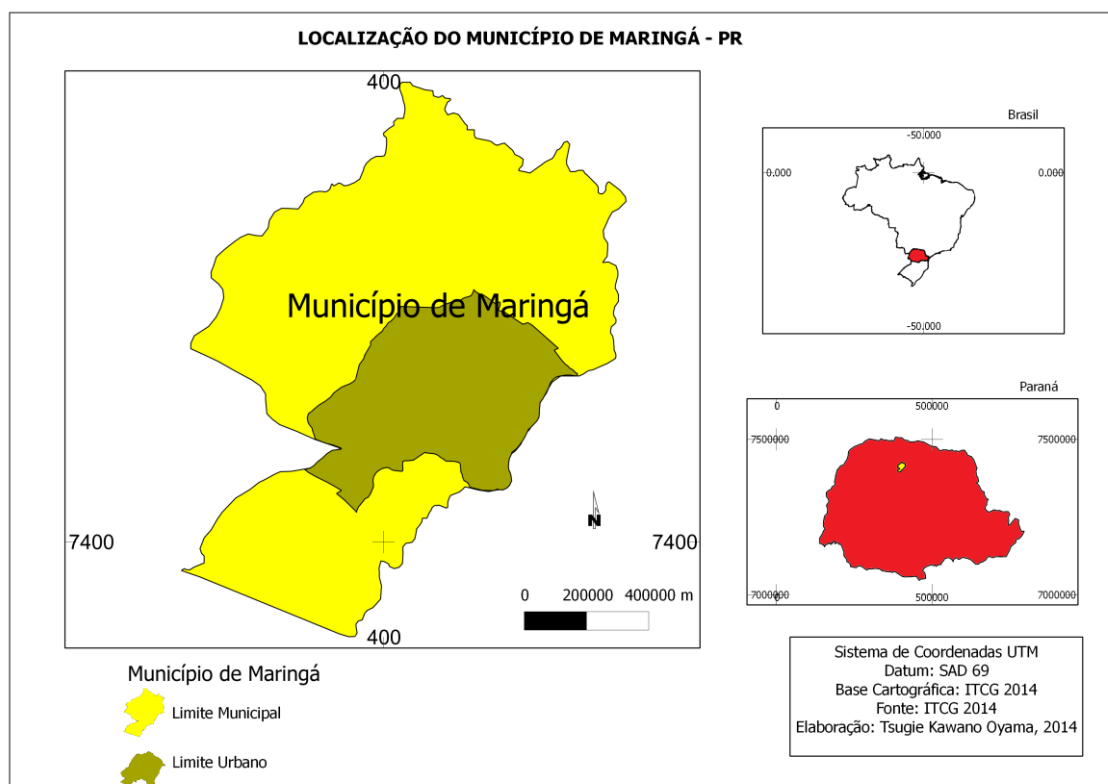 LOCALIZAÇÃO DO MUNICÍPIO DE MARINGÁ - PR
400
Município de Maringá
7400
7400
N
0 200000 400000 m
400
Brasil
-50.000
0.000
0.000
-50.000
Paraná
0
500000
7500000
7500000
7000000
0
500000
7000000
Município de Maringá
Limite Municipal
Limite Urbano
Sistema de Coordenadas UTM
Datum: SAD 69
Base Cartográfica: ITCG 2014
Fonte: ITCG 2014
Elaboração: Tsugie Kawano Oyama, 2014